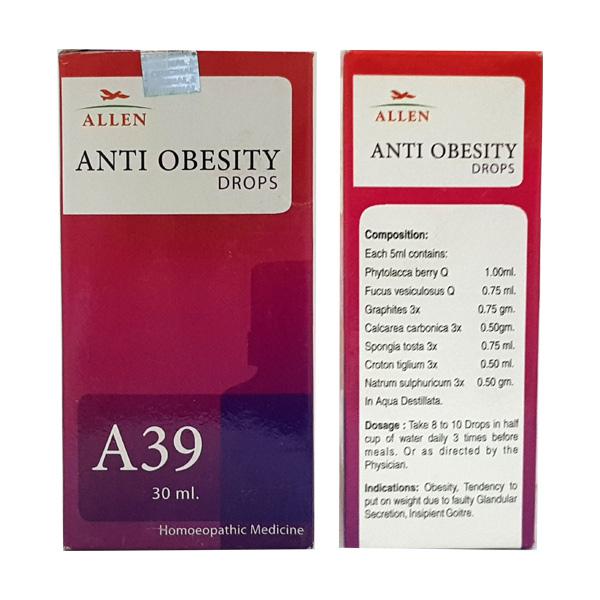 ALLEN
ANTI OBESITY
DROPS
A39
30 ml.
Homoeopathic Medicine
ALLEN
ANTI OBESITY
DROPS
Composition:
Each 5ml contains:
Phytolacca berry Q 1.00ml.
Fucus vesiculosus Q 0.75 ml.
Graphites 3x 0.75 gm.
Calcarea carbonica 3x 0.50gm.
Spongia tosta 3x 0.75 ml.
Croton tiglium 3x 0.50 ml.
Natrum sulphuricum 3x 0.50 gm.
In Aqua Destillata.
Dosage : Take 8 to 10 Drops in half
cup of water daily 3 times before
meals. Or as directed by the
Physician.
Indications: Obesity, Tendency to
put on weight due to faulty Glandular
Secretion, Insipient Goitre.